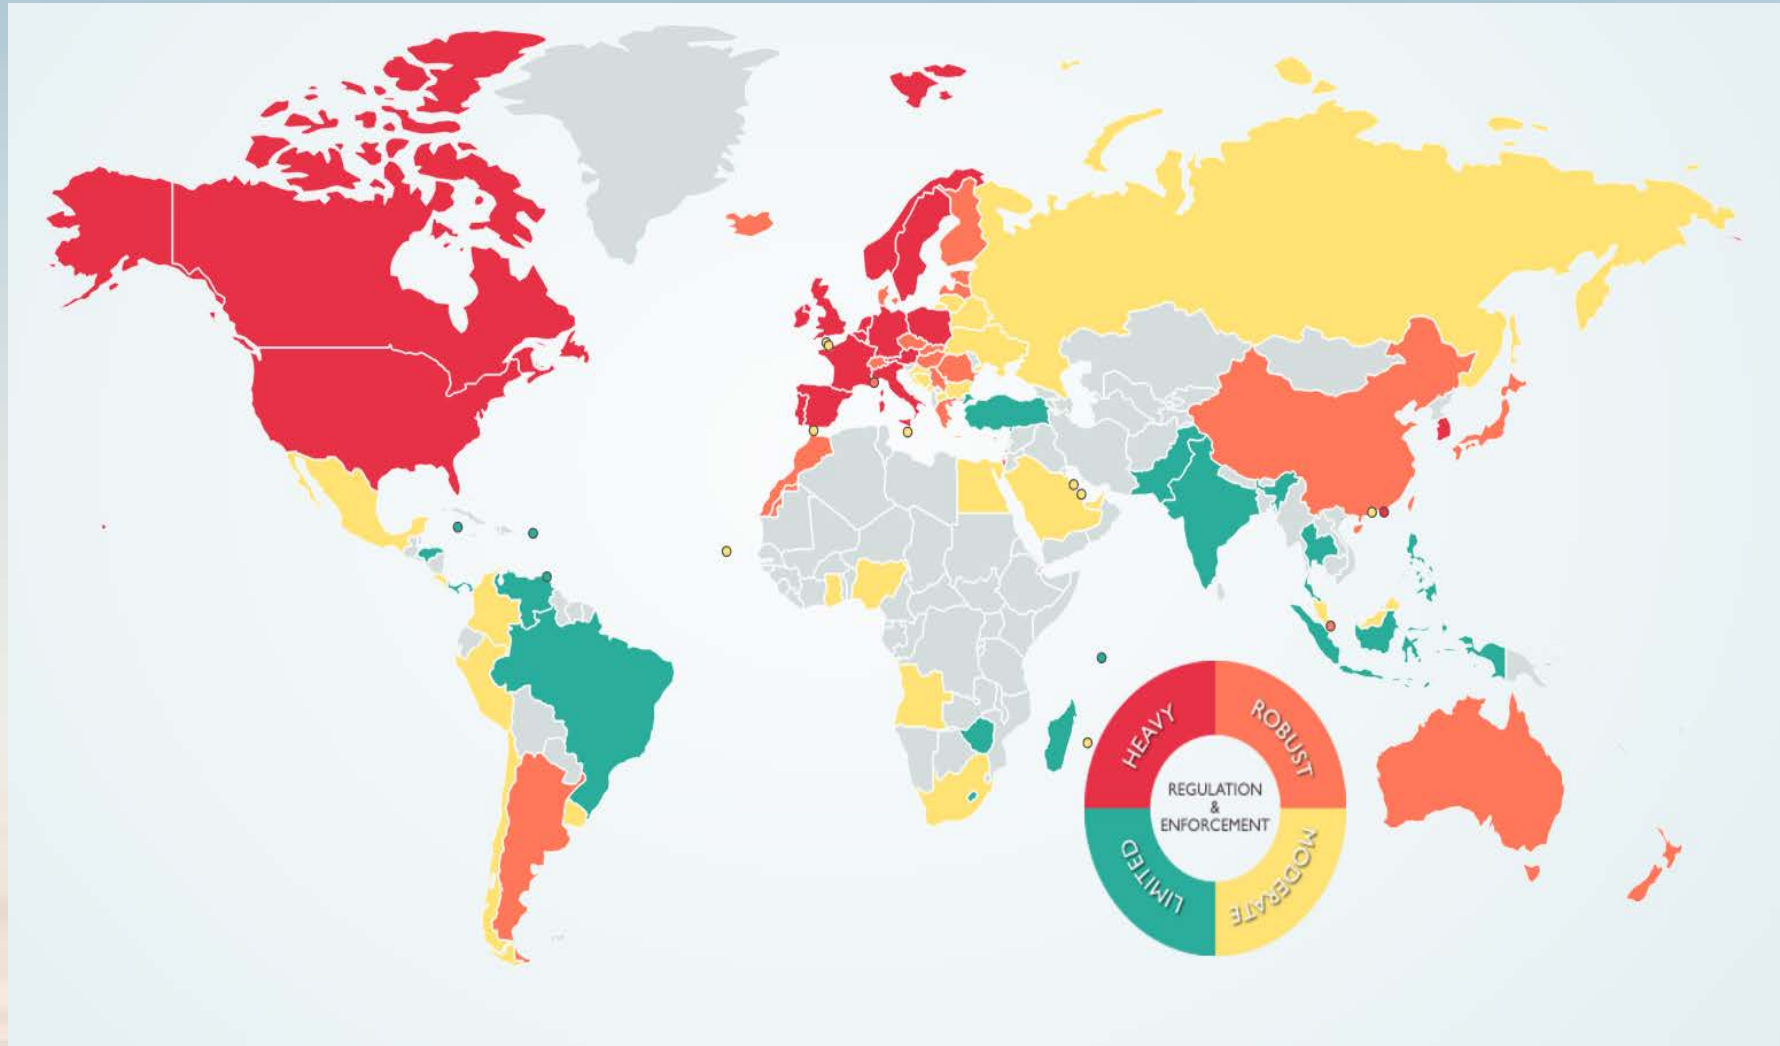 HEAVY
ROBUST
REGULATION
&
ENFORCEMENT
LIMITED
MODERATE